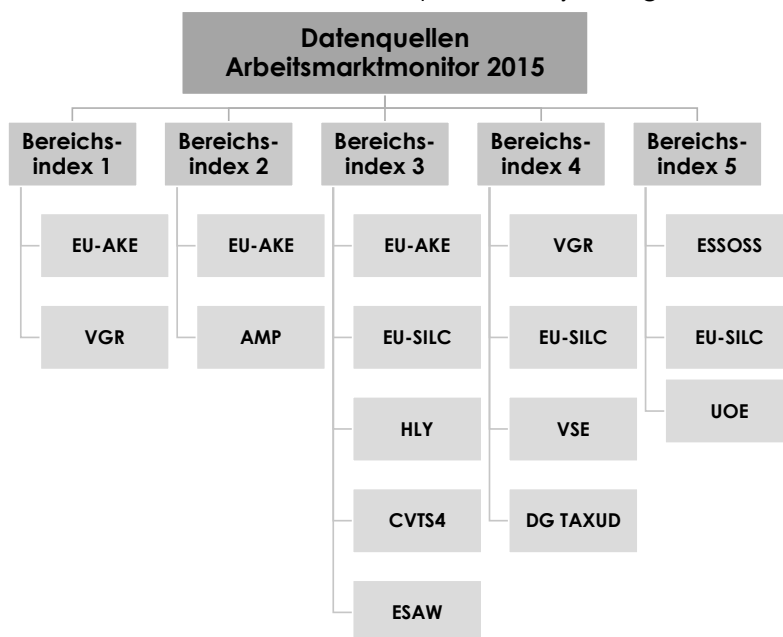 Datenquellen
Arbeitsmarktmonitor 2015
Bereichs-
index 1
EU-AKE
VGR
Bereichs-
index 2
EU-AKE
AMP
Bereichs-
index 3
EU-AKE
EU-SILC
HLY
CVTS4
ESAW
Bereichs-
index 4
VGR
EU-SILC
VSE
DG TAXUD
Bereichs-
index 5
ESSOSS
EU-SILC
UOE